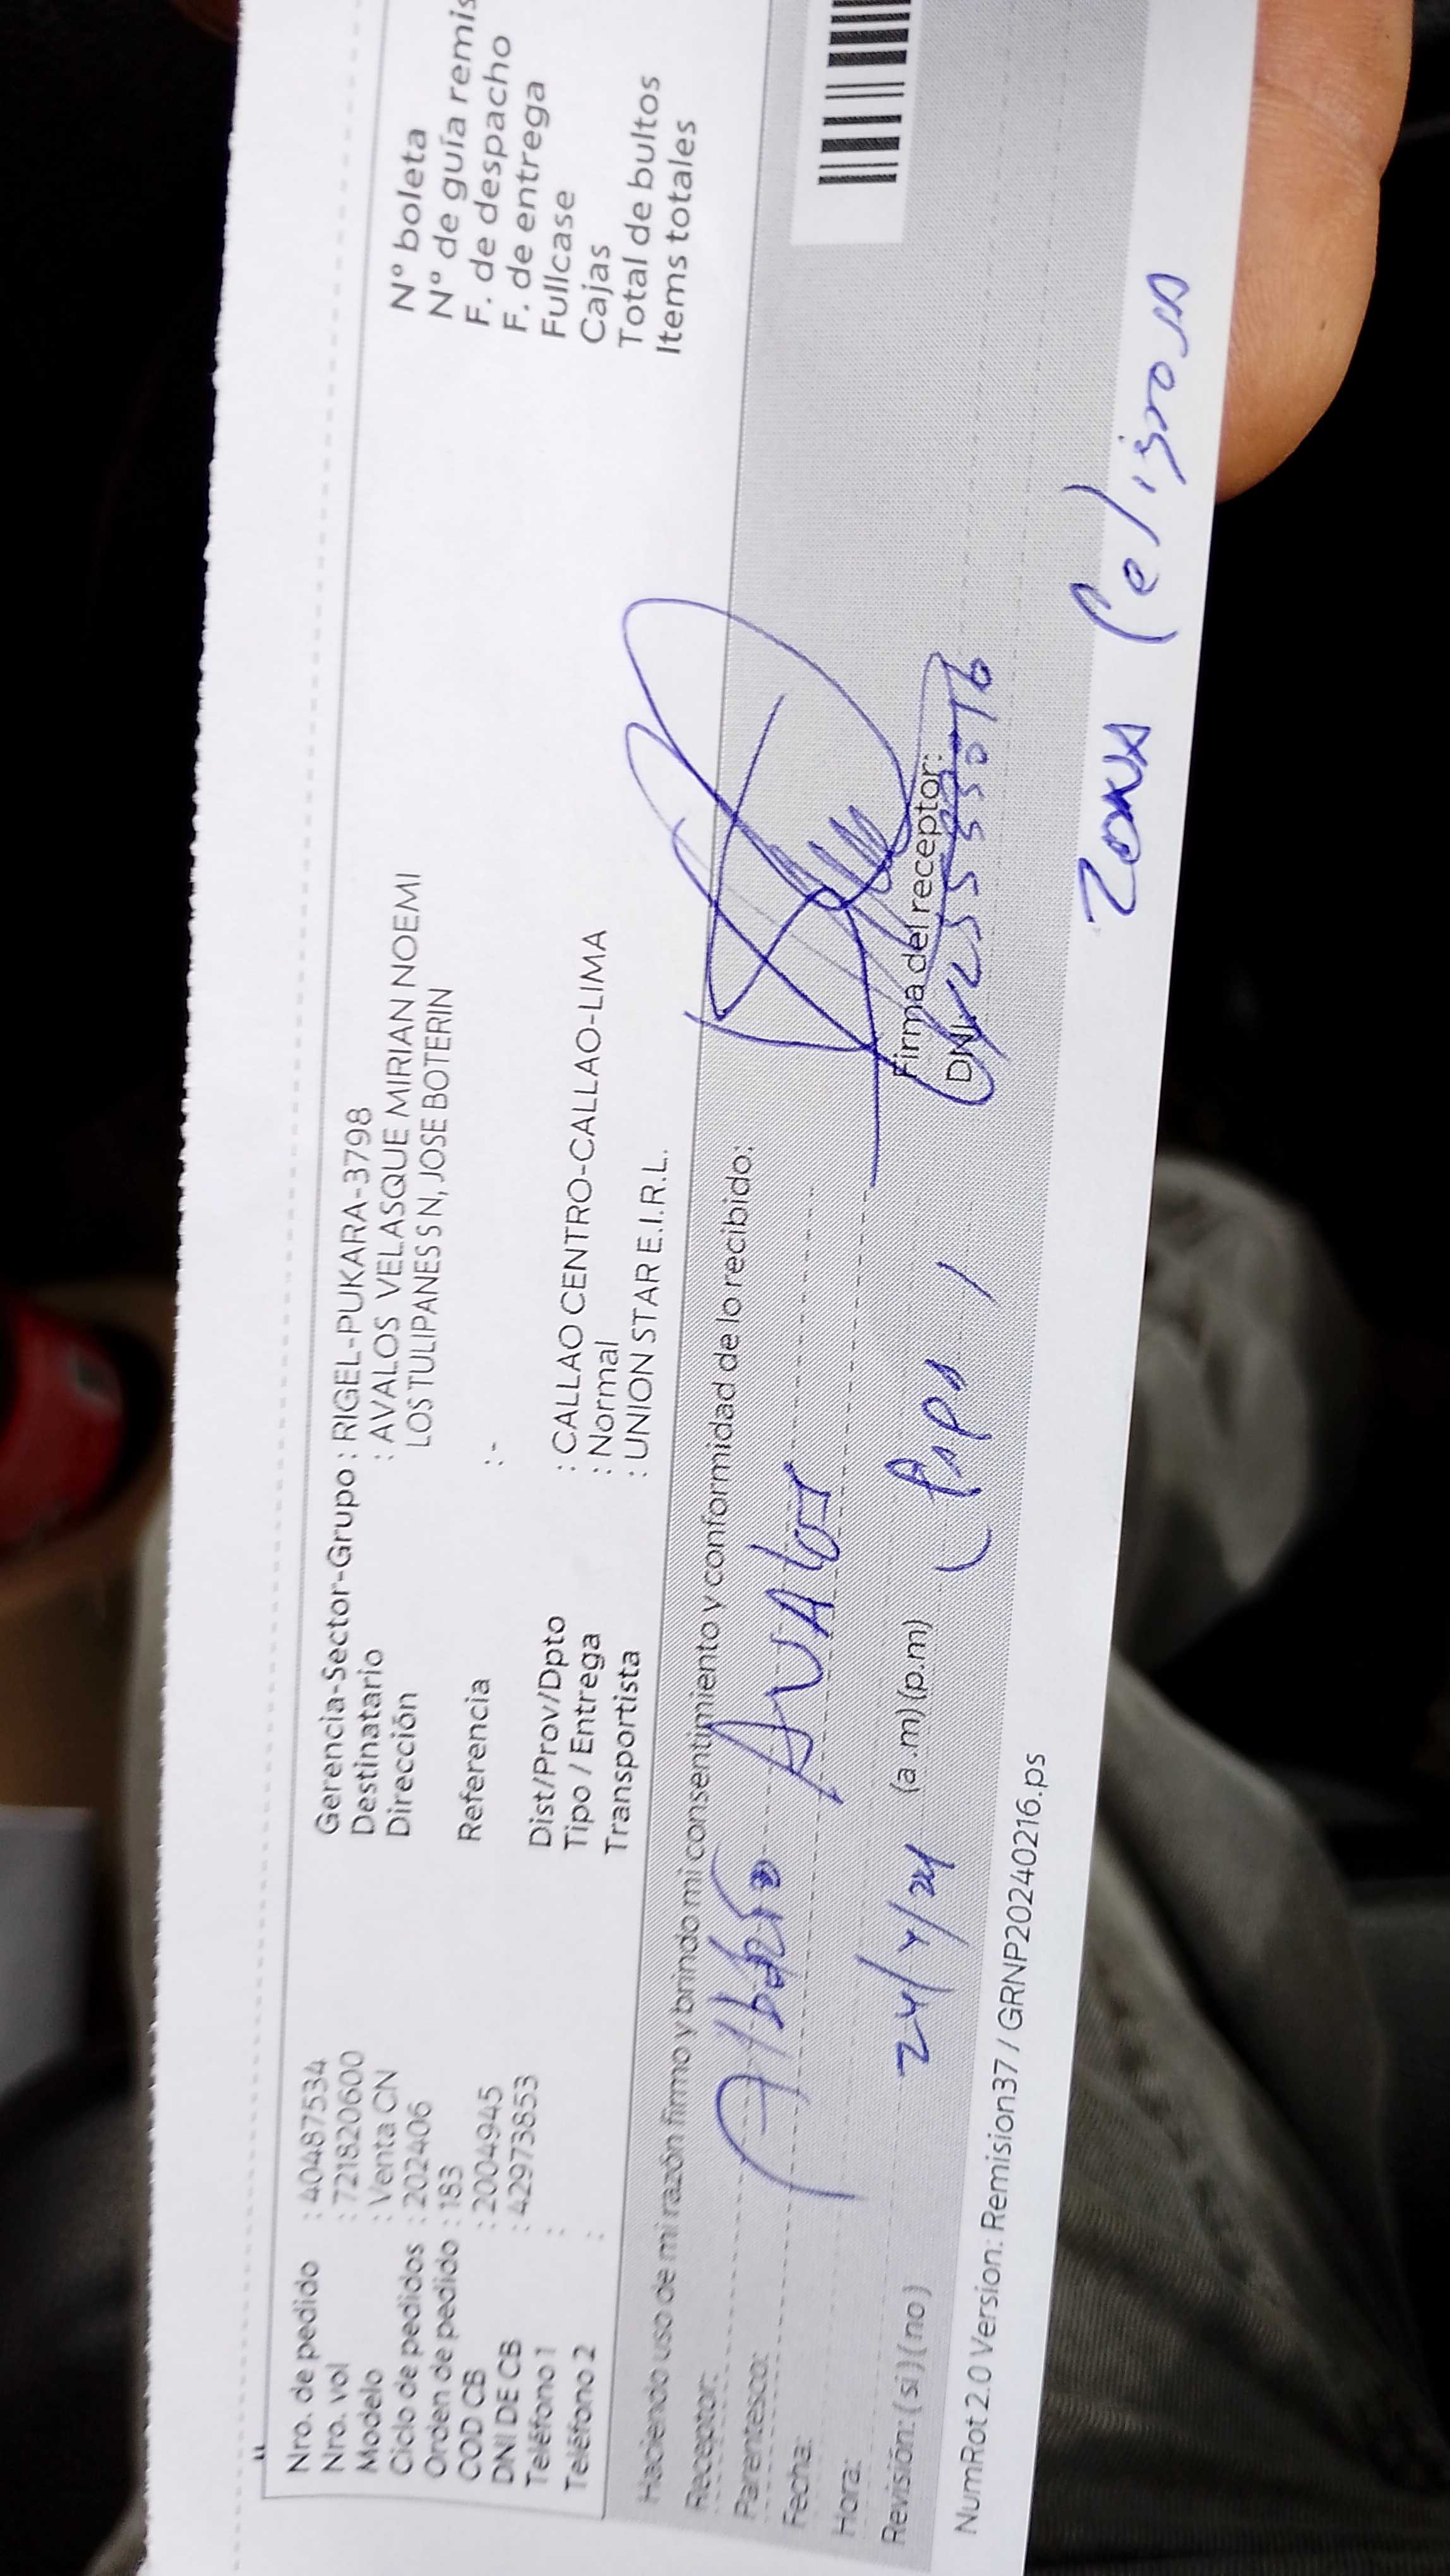 Nro. de pedido : 40487534
Nro. vol : 721820600
Modelo : Venta CN
Ciclo de pedidos : 202406
Orden de pedido : 183
COD CB : 2004945
DNI DE CB : 42973853
Teléfono 1 :
Teléfono 2 :
Gerencia-Sector-Grupo : RIGEL-PUKARA-3798
Destinatario : AVALOS VELASQUE MIRIAN NOEMI
Dirección LOS TULIPANES S N, JOSE BOTERIN
Referencia : -
Dist/Prov/Dpto : CALLAO CENTRO-CALLAO-LIMA
Tipo / Entrega : Normal
Transportista : UNION STAR E.I.R.L.
N° boleta
N° de guía remis
F. de despacho
F. de entrega
Fullcase
Cajas
Total de bultos
Items totales
Haciendo uso de mi razón firmo y brindo mi consentimiento y conformidad de lo recibido:
Receptor: Alberto Avalos
Parentesco:
Fecha: 24/4/24 (Papa)
Hora: (a.m) (p.m)
Revisión: ( si ) ( no )
Firma del receptor:
DNI:
NumRot 2.0 Version: Remision37 / GRNP20240216.ps
ZONA Peligrosa